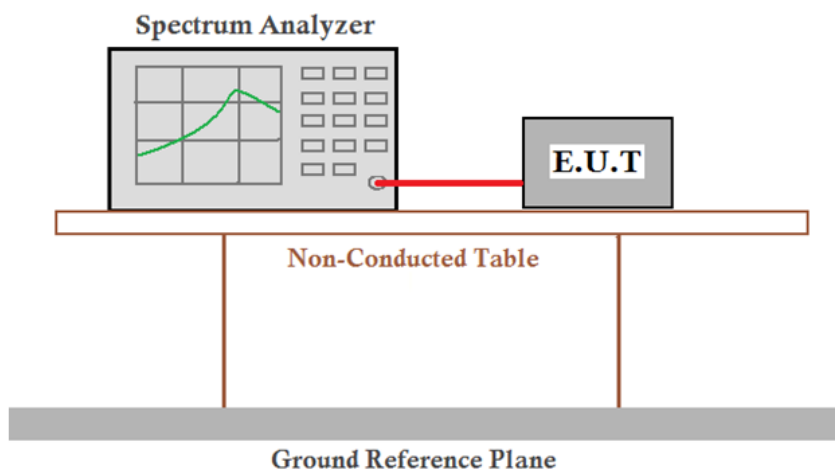 Spectrum Analyzer
E.U.T
Non-Conducted Table
Ground Reference Plane